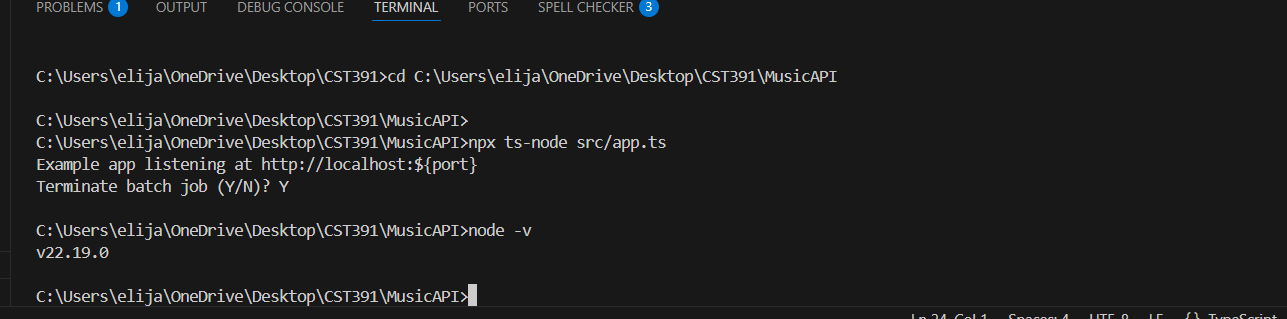 PROBLEMS 1 OUTPUT DEBUG CONSOLE TERMINAL PORTS SPELL CHECKER 3
C:\Users\elija\OneDrive\Desktop\CST391>cd C:\Users\elija\OneDrive\Desktop\CST391\MusicAPI
C:\Users\elija\OneDrive\Desktop\CST391\MusicAPI>
C:\Users\elija\OneDrive\Desktop\CST391\MusicAPI>npx ts-node src/app.ts
Example app listening at http://localhost:${port}
Terminate batch job (Y/N)? Y
C:\Users\elija\OneDrive\Desktop\CST391\MusicAPI>node -v
v22.19.0
C:\Users\elija\OneDrive\Desktop\CST391\MusicAPI>
Ln 24, Col 1 Spaces: 4 UTF-8 LF {} TypeScript